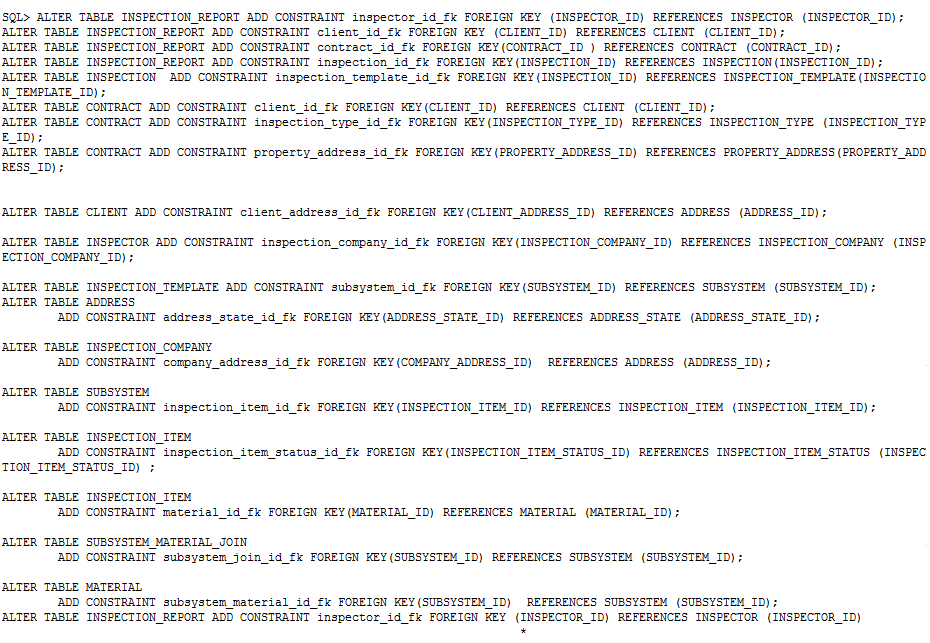 SQL> ALTER TABLE INSPECTION_REPORT ADD CONSTRAINT inspector_id_fk FOREIGN KEY (INSPECTOR_ID) REFERENCES INSPECTOR (INSPECTOR_ID);
ALTER TABLE INSPECTION_REPORT ADD CONSTRAINT client_id_fk FOREIGN KEY (CLIENT_ID) REFERENCES CLIENT (CLIENT_ID);
ALTER TABLE INSPECTION_REPORT ADD CONSTRAINT contract_id_fk FOREIGN KEY(CONTRACT_ID ) REFERENCES CONTRACT (CONTRACT_ID);
ALTER TABLE INSPECTION_REPORT ADD CONSTRAINT inspection_id_fk FOREIGN KEY(INSPECTION_ID) REFERENCES INSPECTION(INSPECTION_ID);
ALTER TABLE INSPECTION  ADD CONSTRAINT inspection_template_id_fk FOREIGN KEY(INSPECTION_ID) REFERENCES INSPECTION_TEMPLATE(INSPECTIO
N_TEMPLATE_ID);
ALTER TABLE CONTRACT ADD CONSTRAINT client_id_fk FOREIGN KEY(CLIENT_ID) REFERENCES CLIENT (CLIENT_ID);
ALTER TABLE CONTRACT ADD CONSTRAINT inspection_type_id_fk FOREIGN KEY(INSPECTION_TYPE_ID) REFERENCES INSPECTION_TYPE (INSPECTION_TYP
E_ID);
ALTER TABLE CONTRACT ADD CONSTRAINT property_address_id_fk FOREIGN KEY(PROPERTY_ADDRESS_ID) REFERENCES PROPERTY_ADDRESS(PROPERTY_ADD
RESS_ID);
ALTER TABLE CLIENT ADD CONSTRAINT client_address_id_fk FOREIGN KEY(CLIENT_ADDRESS_ID) REFERENCES ADDRESS (ADDRESS_ID);
ALTER TABLE INSPECTOR ADD CONSTRAINT inspection_company_id_fk FOREIGN KEY(INSPECTION_COMPANY_ID) REFERENCES INSPECTION_COMPANY (INSP
ECTION_COMPANY_ID);
ALTER TABLE INSPECTION_TEMPLATE ADD CONSTRAINT subsystem_id_fk FOREIGN KEY(SUBSYSTEM_ID) REFERENCES SUBSYSTEM (SUBSYSTEM_ID);
ALTER TABLE ADDRESS
ADD CONSTRAINT address_state_id_fk FOREIGN KEY(ADDRESS_STATE_ID) REFERENCES ADDRESS_STATE (ADDRESS_STATE_ID);
ALTER TABLE INSPECTION_COMPANY
ADD CONSTRAINT company_address_id_fk FOREIGN KEY(COMPANY_ADDRESS_ID)  REFERENCES ADDRESS (ADDRESS_ID);
ALTER TABLE SUBSYSTEM
ADD CONSTRAINT inspection_item_id_fk FOREIGN KEY(INSPECTION_ITEM_ID) REFERENCES INSPECTION_ITEM (INSPECTION_ITEM_ID);
ALTER TABLE INSPECTION_ITEM
ADD CONSTRAINT inspection_item_status_id_fk FOREIGN KEY(INSPECTION_ITEM_STATUS_ID) REFERENCES INSPECTION_ITEM_STATUS (INSPEC
TION_ITEM_STATUS_ID) ;
ALTER TABLE INSPECTION_ITEM
ADD CONSTRAINT material_id_fk FOREIGN KEY(MATERIAL_ID) REFERENCES MATERIAL (MATERIAL_ID);
ALTER TABLE SUBSYSTEM_MATERIAL_JOIN
ADD CONSTRAINT subsystem_join_id_fk FOREIGN KEY(SUBSYSTEM_ID) REFERENCES SUBSYSTEM (SUBSYSTEM_ID);
ALTER TABLE MATERIAL
ADD CONSTRAINT subsystem_material_id_fk FOREIGN KEY(SUBSYSTEM_ID)  REFERENCES SUBSYSTEM (SUBSYSTEM_ID);
ALTER TABLE INSPECTION_REPORT ADD CONSTRAINT inspector_id_fk FOREIGN KEY (INSPECTOR_ID) REFERENCES INSPECTOR (INSPECTOR_ID)
*